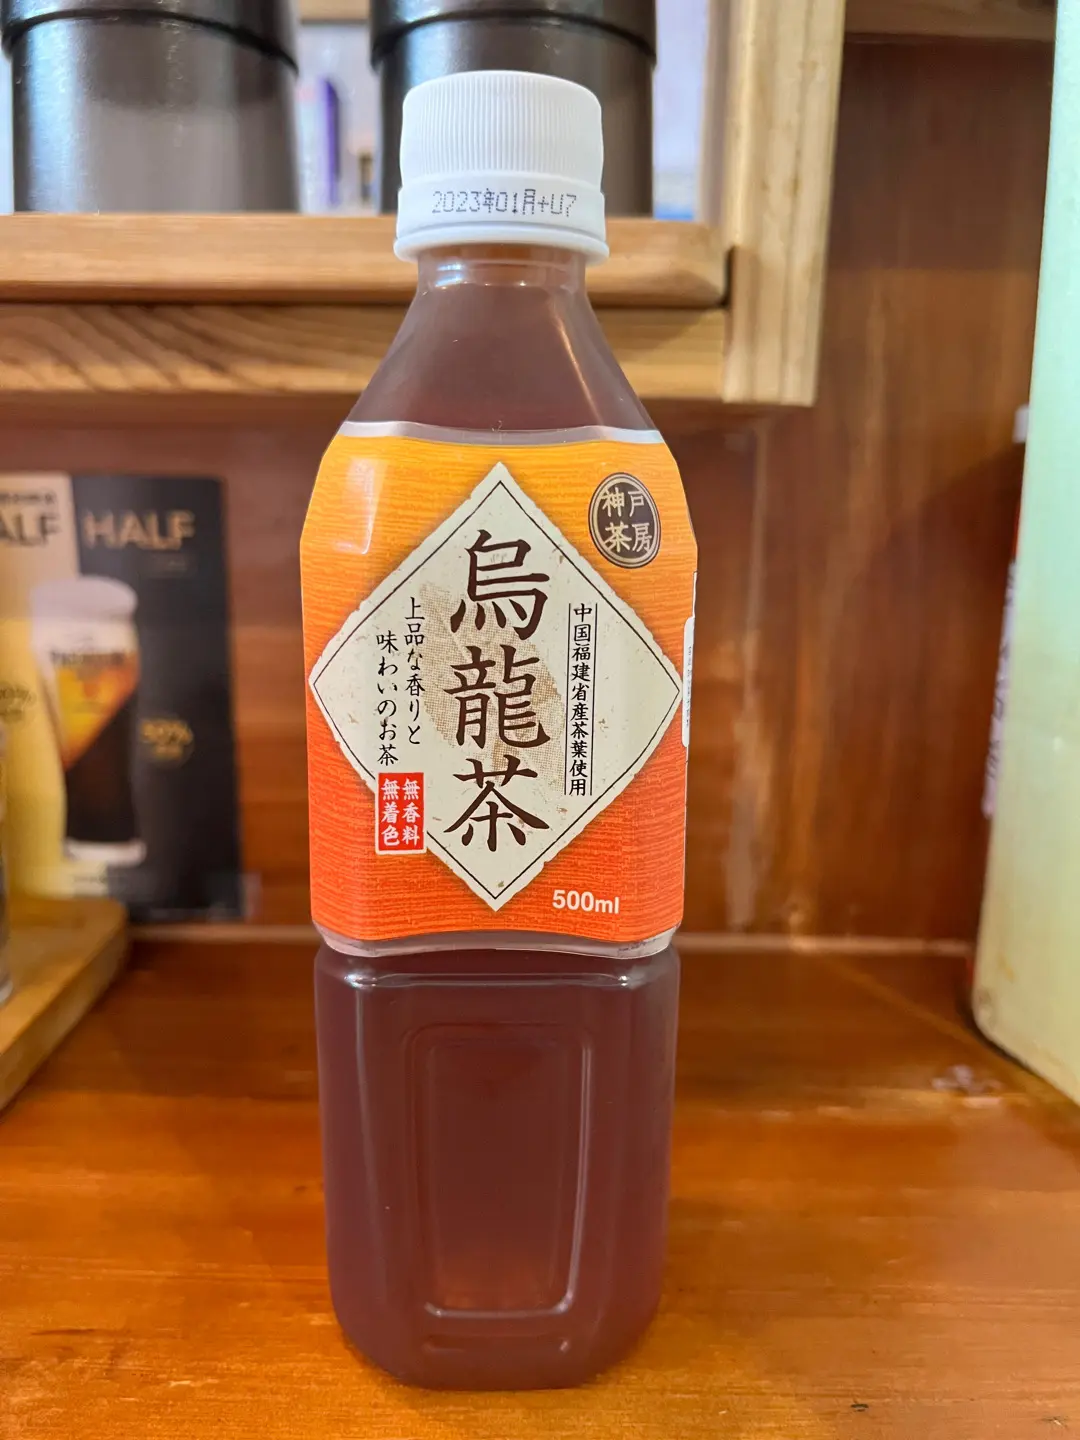 2023年01月+U7
神戸
茶房
烏龍茶
中国福建省産茶葉使用
上品な香りと
味わいのお茶
無香料
無着色
500ml
ALF
HALF